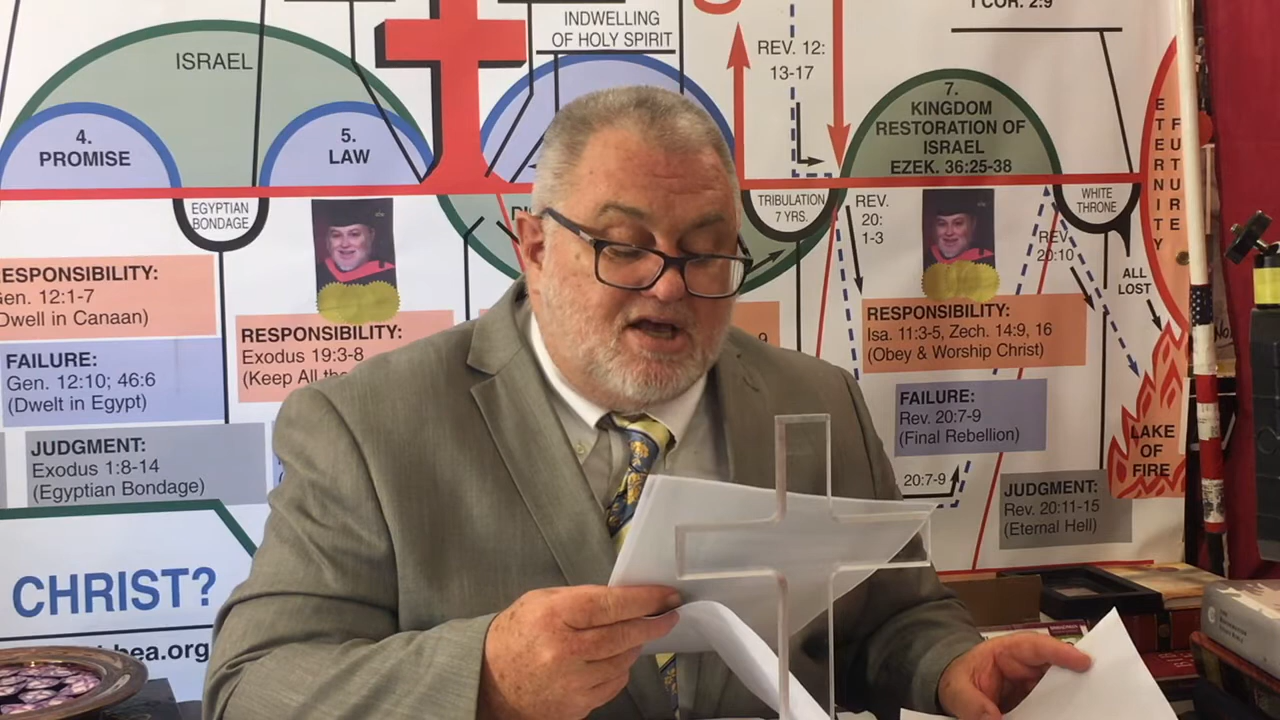 1 COR. 2:9
INDWELLING
OF HOLY SPIRIT
ISRAEL
REV. 12:
13-17
4.
PROMISE
5.
LAW
7.
KINGDOM
RESTORATION OF
ISRAEL
EZEK. 36:25-38
ETERNITY
FUTURE
EGYPTIAN
BONDAGE
TRIBULATION
7 YRS.
REV.
20:
1-3
WHITE
THRONE
REV
20:10
ALL
LOST
RESPONSIBILITY:
Gen. 12:1-7
(Dwell in Canaan)
RESPONSIBILITY:
Exodus 19:3-8
(Keep All the
RESPONSIBILITY:
Isa. 11:3-5, Zech. 14:9, 16
(Obey & Worship Christ)
FAILURE:
Gen. 12:10; 46:6
(Dwelt in Egypt)
FAILURE:
Rev. 20:7-9
(Final Rebellion)
JUDGMENT:
Exodus 1:8-14
(Egyptian Bondage)
20:7-9
JUDGMENT:
Rev. 20:11-15
(Eternal Hell)
LAKE
OF
FIRE
CHRIST?
bea.org